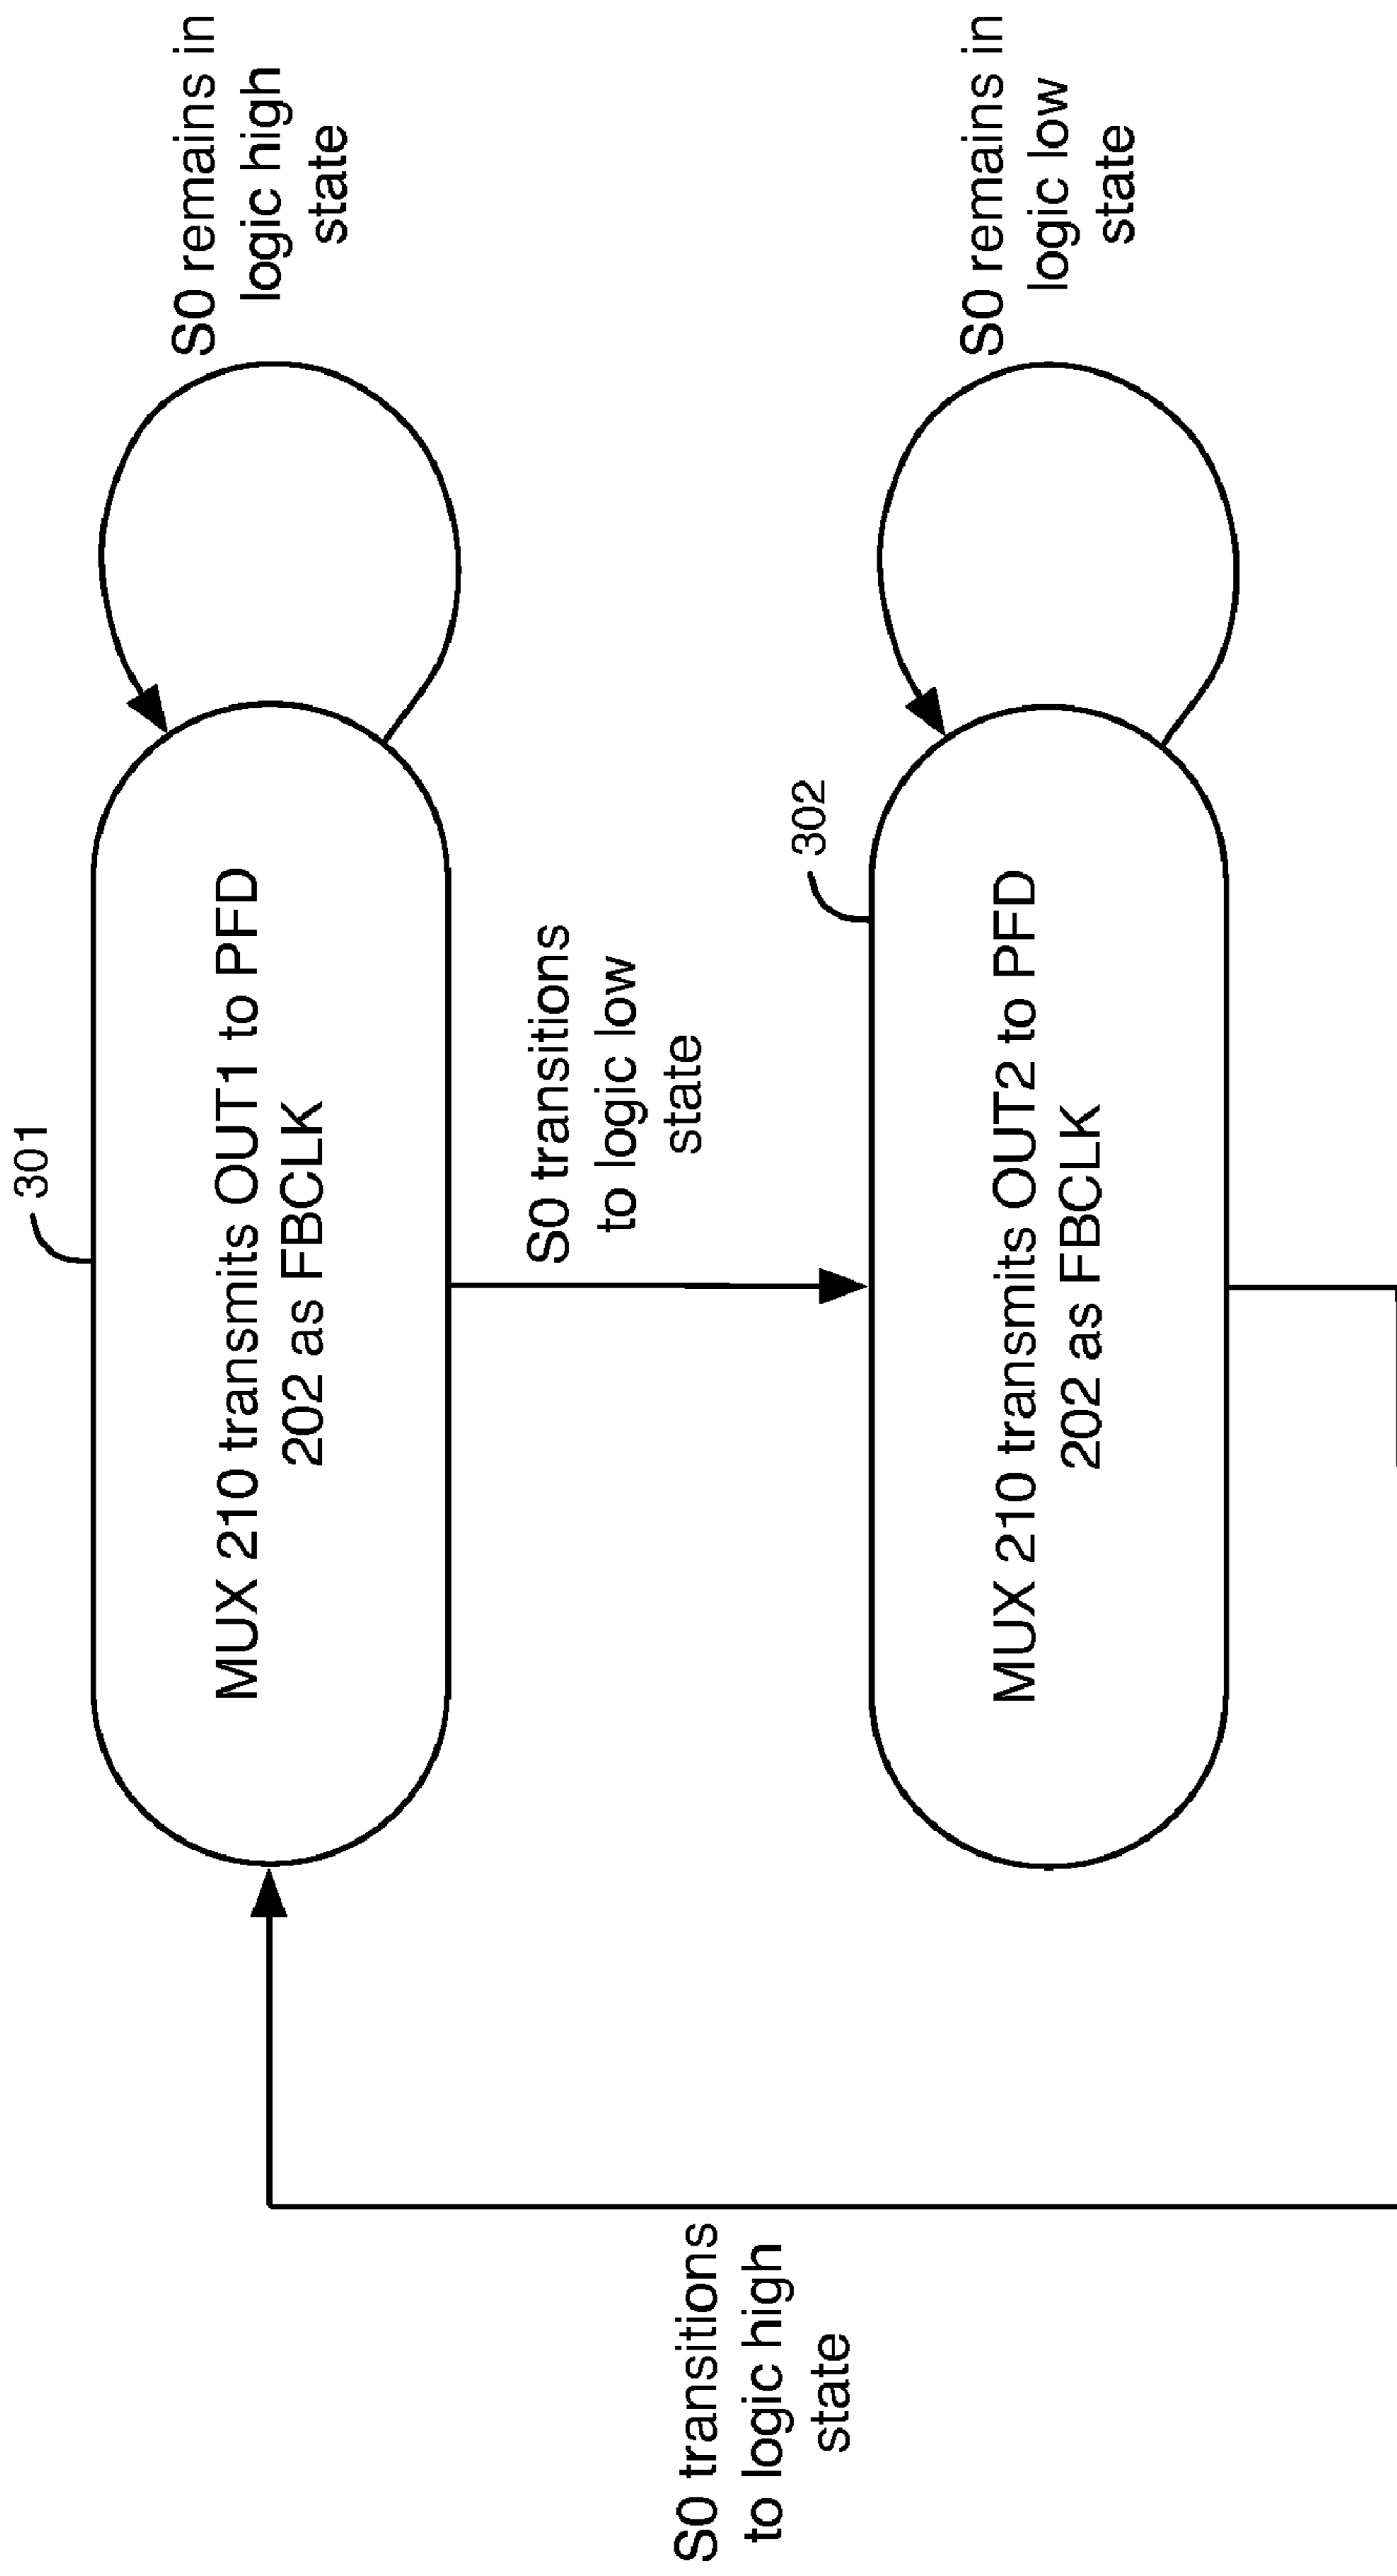 301
MUX 210 transmits OUT1 to PFD
202 as FBCLK
S0 remains in
logic high
state
S0 transitions
to logic low
state
302
MUX 210 transmits OUT2 to PFD
202 as FBCLK
S0 remains in
logic low
state
S0 transitions
to logic high
state